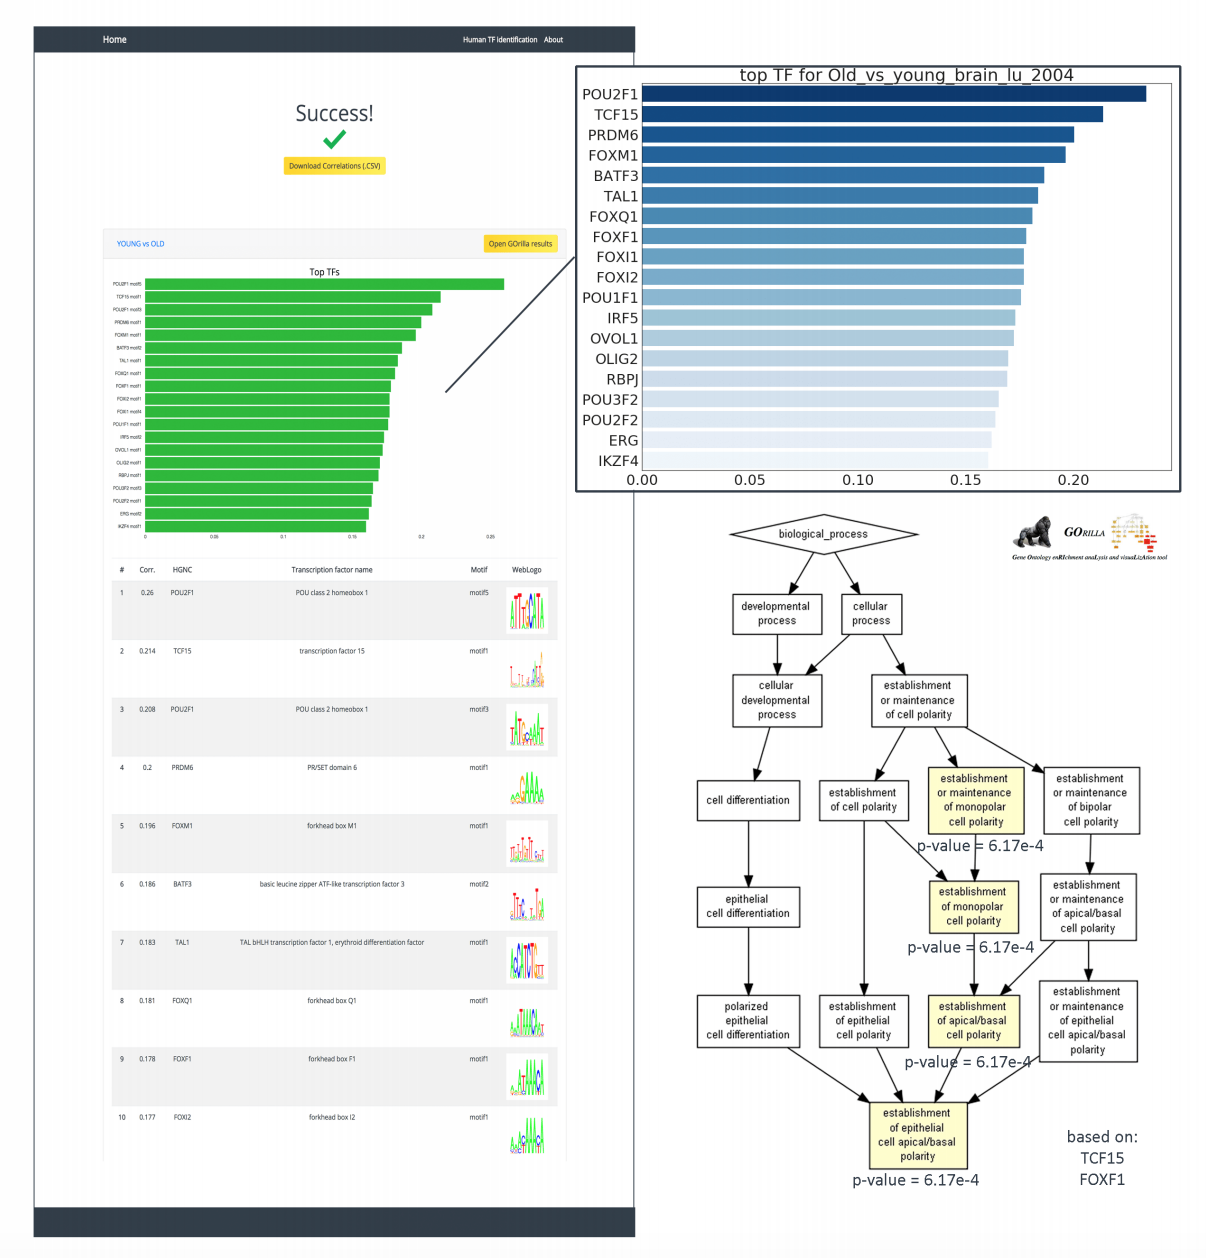 Home
Human TF identification About
Success!
Download Correlations (.CSV)
YOUNG vs OLD
Open GOrilla results
Top TFs
POU2F1 motif5
TCF15 motif1
POU2F1 motif3
PRDM6 motif1
FOXM1 motif1
BATF3 motif2
TAL1 motif1
FOXQ1 motif1
FOXF1 motif1
FOXI2 motif1
FOXI1 motif4
POU1F1 motif1
IRF5 motif2
OVOL1 motif1
OLIG2 motif1
RBPJ motif1
POU3F2 motif3
POU2F2 motif1
ERG motif2
IKZF4 motif1
0 0.05 0.1 0.15 0.2 0.25
# Corr. HGNC Transcription factor name Motif WebLogo
1 0.26 POU2F1 POU class 2 homeobox 1 motif5
2 0.214 TCF15 transcription factor 15 motif1
3 0.208 POU2F1 POU class 2 homeobox 1 motif3
4 0.2 PRDM6 PR/SET domain 6 motif1
5 0.196 FOXM1 forkhead box M1 motif1
6 0.186 BATF3 basic leucine zipper ATF-like transcription factor 3 motif2
7 0.183 TAL1 TAL bHLH transcription factor 1, erythroid differentiation factor motif1
8 0.181 FOXQ1 forkhead box Q1 motif1
9 0.178 FOXF1 forkhead box F1 motif1
10 0.177 FOXI2 forkhead box I2 motif1
top TF for Old_vs_young_brain_lu_2004
POU2F1
TCF15
PRDM6
FOXM1
BATF3
TAL1
FOXQ1
FOXF1
FOXI1
FOXI2
POU1F1
IRF5
OVOL1
OLIG2
RBPJ
POU3F2
POU2F2
ERG
IKZF4
0.00 0.05 0.10 0.15 0.20
biological_process
GORILLA
Gene Ontology enRIchment anaLysis and visuaLizAtion tool
developmental
process
cellular
process
cellular
developmental
process
establishment
or maintenance
of cell polarity
cell differentiation
establishment
of cell polarity
establishment
or maintenance
of monopolar
cell polarity
p-value = 6.17e-4
establishment
or maintenance
of bipolar
cell polarity
epithelial
cell differentiation
establishment
of monopolar
cell polarity
p-value = 6.17e-4
establishment
or maintenance
of apical/basal
cell polarity
polarized
epithelial
cell differentiation
establishment
of epithelial
cell polarity
establishment
of apical/basal
cell polarity
p-value = 6.17e-4
establishment
or maintenance
of epithelial
cell apical/basal
polarity
establishment
of epithelial
cell apical/basal
polarity
p-value = 6.17e-4
based on:
TCF15
FOXF1